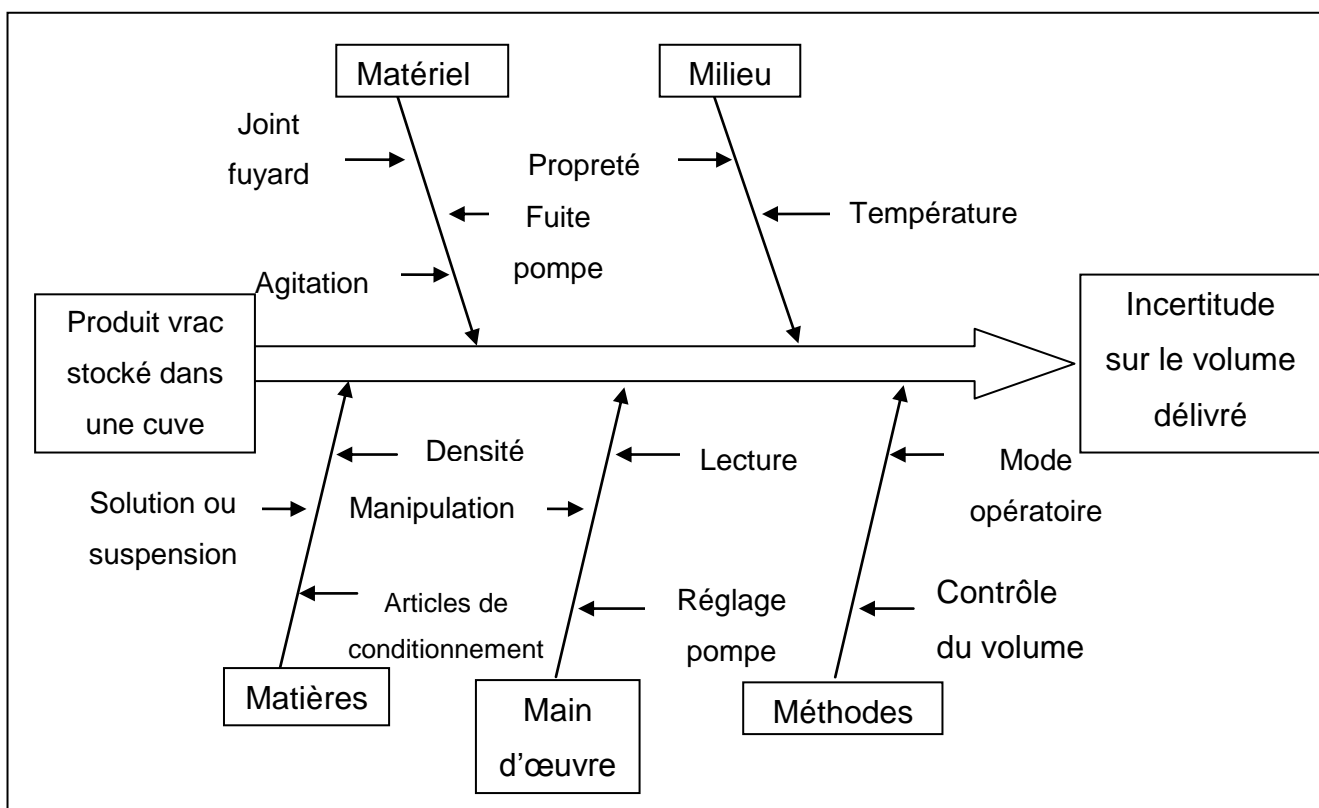 Matériel
Milieu
Joint
fuyard
Propreté
Fuite
pompe
Température
Agitation
Produit vrac
stocké dans
une cuve
Incertitude
sur le volume
délivré
Densité
Solution ou
suspension
Articles de
conditionnement
Manipulation
Lecture
Réglage
pompe
Mode
opératoire
Contrôle
du volume
Matières
Main
d’œuvre
Méthodes